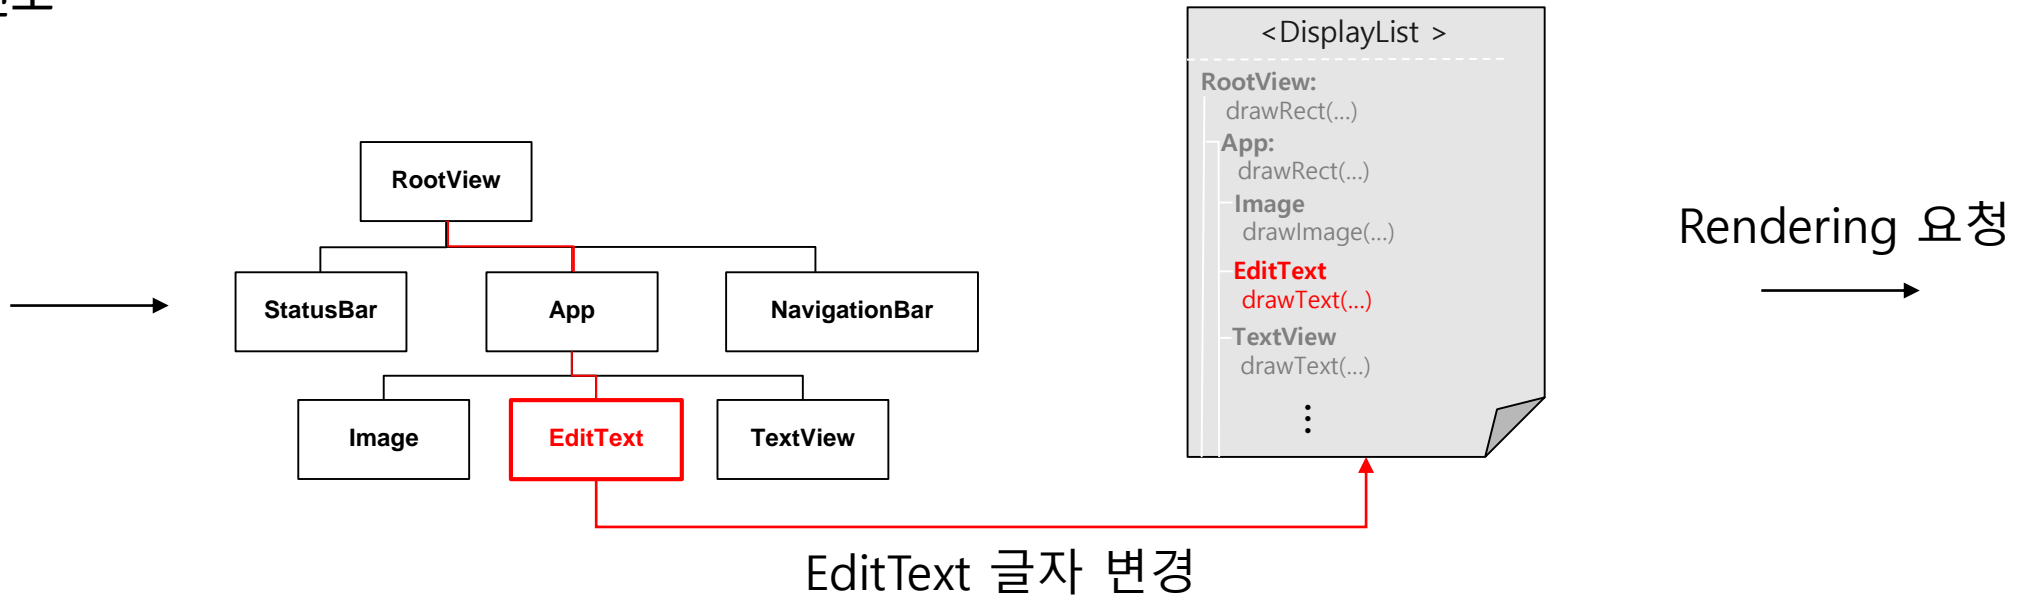 RootView
StatusBar
App
NavigationBar
Image
EditText
TextView
EditText 글자 변경
<DisplayList >
RootView:
drawRect(...)
App:
drawRect(...)
Image
drawImage(...)
EditText
drawText(...)
TextView
drawText(...)
⋮
Rendering 요청